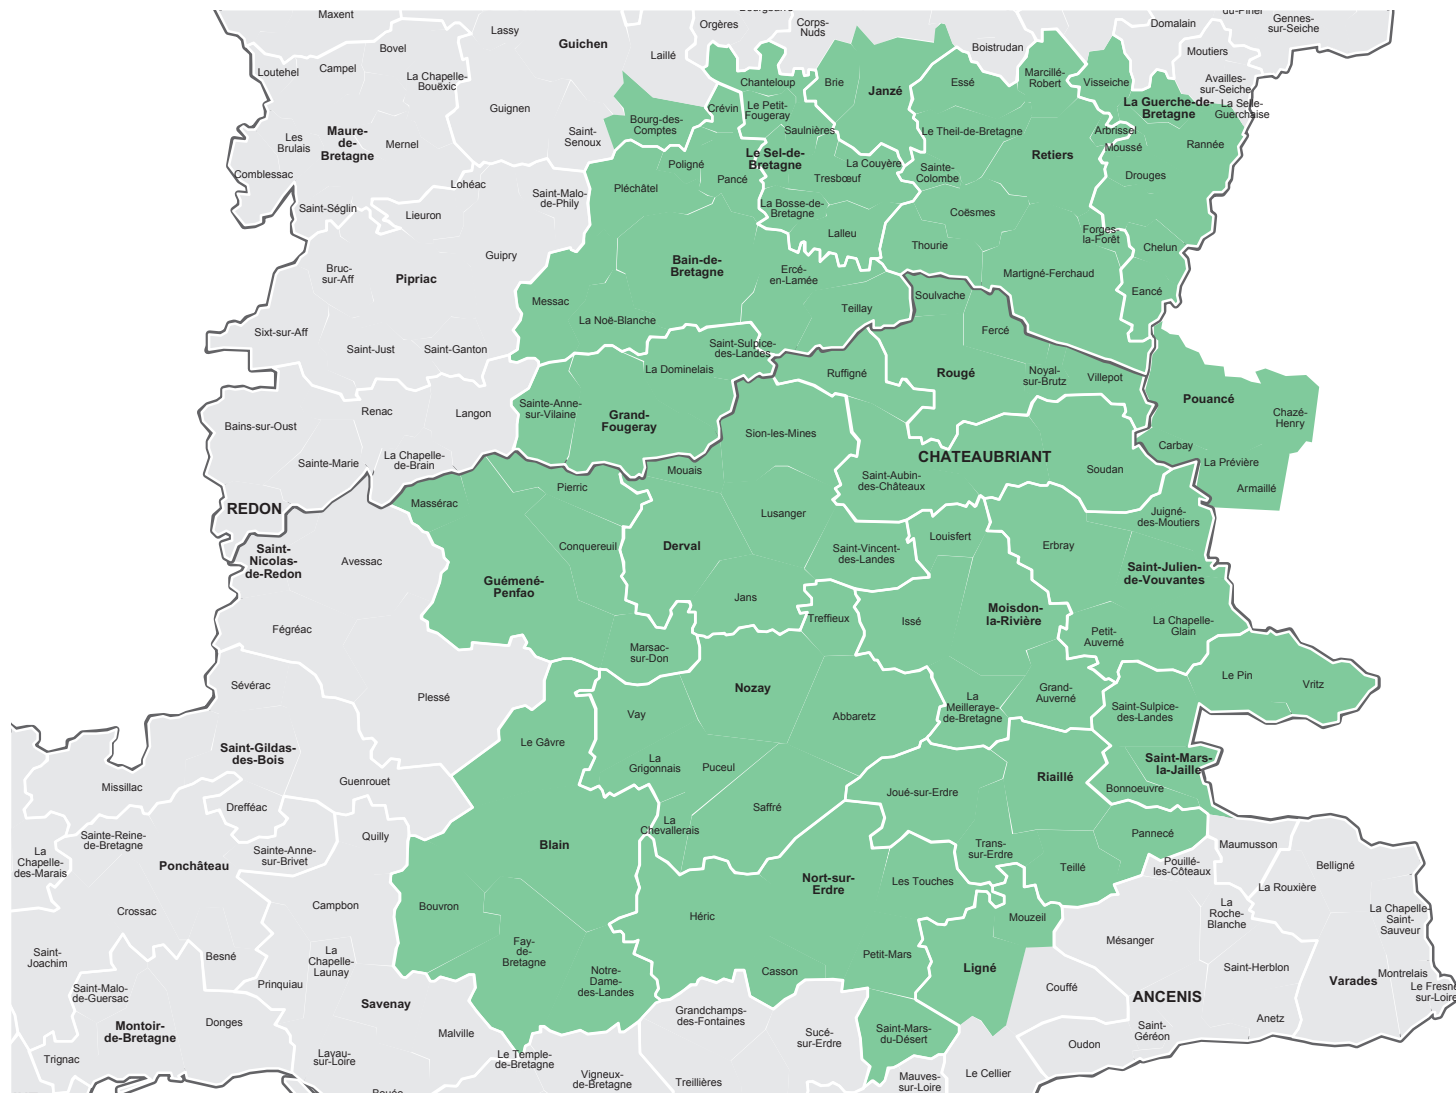 Maxent
Lassy
Guichen
Orgères
Corps-
Nuds
Domalain
Gennes-
sur-Seiche
Bovel
Laillé
Boistrudan
Moutiers
Loutehel
Campel
La Chapelle-
Bouëxic
Chanteloup
Brie
Janzé
Essé
Marcillé-
Robert
Visseiche
Availles-
sur-Seiche
La Guerche-de-
Bretagne
La Selle-
Guerchaise
Guignen
Crévin
Le Petit-
Fougeray
Bourg-des-
Comptes
Saulnières
Le Theil-de-Bretagne
Arbrissel
Moussé
Rannée
Les
Brulais
Maure-
de-
Bretagne
Mernel
Saint-
Senoux
Le Sel-de-
Bretagne
La Couyère
Retiers
Comblessac
Lohéac
Poligné
Pancé
Tresbœuf
Sainte-
Colombe
Drouges
Pléchâtel
Saint-Malo-
de-Phily
Saint-Séglin
Lieuron
La Bosse-de-
Bretagne
Coësmes
Lalleu
Forges-
la-Forêt
Thourie
Chelun
Guipry
Bruc-
sur-Aff
Pipriac
Bain-de-
Bretagne
Ercé-
en-Lamée
Martigné-Ferchaud
Eancé
Soulvache
Messac
Teillay
La Noë-Blanche
Sixt-sur-Aff
Fercé
Saint-Just
Saint-Ganton
Saint-Sulpice-
des-Landes
La Dominelais
Ruffigné
Rougé
Noyal-
sur-Brutz
Villepot
Pouancé
Renac
Langon
Sainte-Anne-
sur-Vilaine
Grand-
Fougeray
Chazé-
Henry
Bains-sur-Oust
Sion-les-Mines
Carbay
Sainte-Marie
La Chapelle-
de-Brain
CHATEAUBRIANT
La Prévière
Mouais
Soudan
Saint-Aubin-
des-Châteaux
Pierric
Armaillé
Massérac
REDON
Lusanger
Juigné-
des-Moutiers
Louisfert
Saint-
Nicolas-
de-Redon
Avessac
Conquereuil
Derval
Saint-Vincent-
des-Landes
Erbray
Saint-Julien-
de-Vouvantes
Guémené-
Penfao
Jans
Treffieux
Issé
Moisdon-
la-Rivière
La Chapelle-
Glain
Fégréac
Petit-
Auverné
Marsac-
sur-Don
Le Pin
Vritz
Sévérac
Plessé
Nozay
Grand-
Auverné
La
Meilleraye-
de-Bretagne
Saint-Sulpice-
des-Landes
Vay
Abbaretz
Le Gâvre
Saint-Gildas-
des-Bois
La
Grigonnais
Puceul
Saint-Mars-
la-Jaille
Riaillé
Bonnoeuvre
Missillac
Guenrouet
Joué-sur-Erdre
Drefféac
Saffré
La
Chevallerais
Pannecé
Sainte-Reine-
de-Bretagne
Quilly
Blain
Trans-
sur-Erdre
Maumusson
La
Chapelle-
des-Marais
Ponchâteau
Sainte-Anne-
sur-Brivet
Teillé
Pouillé-
les-Côteaux
Belligné
Nort-sur-
Erdre
Les Touches
La Rouxière
Crossac
Campbon
Bouvron
Héric
Mouzeil
La
Roche-
Blanche
La Chapelle-
Saint-
Sauveur
Mésanger
Saint-
Joachim
Besné
La
Chapelle-
Launay
Fay-
de-
Bretagne
Petit-Mars
Ligné
Saint-Herblon
Montrelais
Varades
Casson
Notre-
Dame-
des-Landes
Prinquiau
Couffé
Le Fresne-
sur-Loire
Saint-Malo-
de-Guersac
Savenay
ANCENIS
Donges
Grandchamps-
des-Fontaines
Anetz
Montoir-
de-Bretagne
Malville
Sucé-
sur-Erdre
Saint-Mars-
du-Désert
Saint-
Géréon
Oudon
Trignac
Lavau-
sur-Loire
Le Temple-
de-Bretagne
Vigneux-
de-Bretagne
Treillières
Mauves-
sur-Loire
Le Cellier